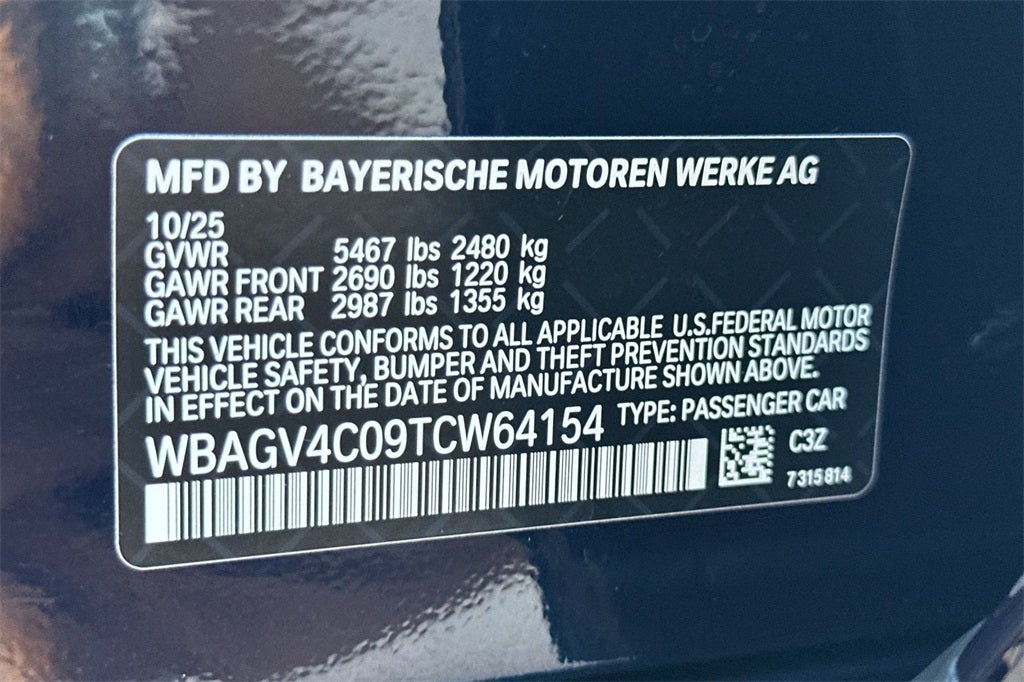 MFD BY BAYERISCHE MOTOREN WERKE AG
10/25
GVWR 5467 lbs 2480 kg
GAWR FRONT 2690 lbs 1220 kg
GAWR REAR 2987 lbs 1355 kg
THIS VEHICLE CONFORMS TO ALL APPLICABLE U.S.FEDERAL MOTOR
VEHICLE SAFETY, BUMPER AND THEFT PREVENTION STANDARDS
IN EFFECT ON THE DATE OF MANUFACTURE SHOWN ABOVE.
WBAGV4C09TCW64154 TYPE: PASSENGER CAR
C3Z
7315814